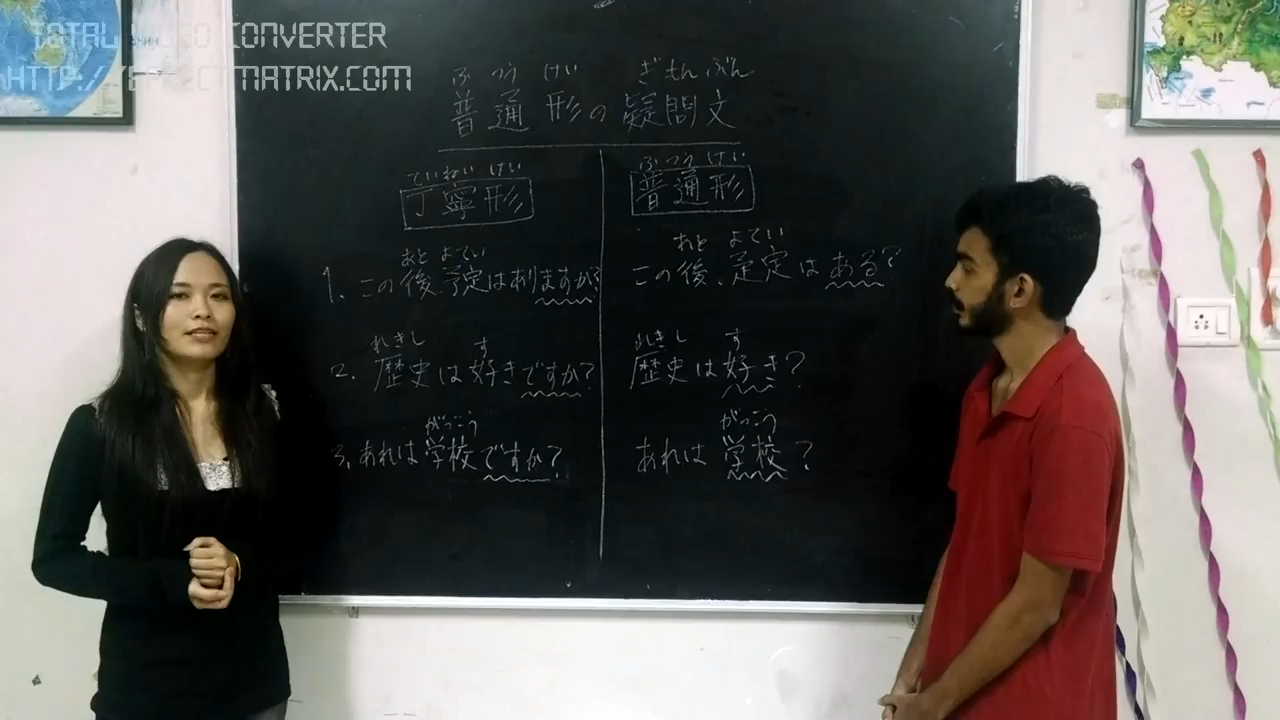 TOTAL VIDEO CONVERTER
HTTP://EFFECTMATRIX.COM
ふ つう けい ぎもんぶん
普通形の疑問文
ていねい けい
丁寧形
ふ つう けい
普通形
あと よてい
1. この後、予定はありますか?
あと よてい
この後、予定はある?
れきし す
2. 歴史は好きですか?
れきし す
歴史は好き?
がっこう
3. あれは学校ですか?
がっこう
あれは学校?